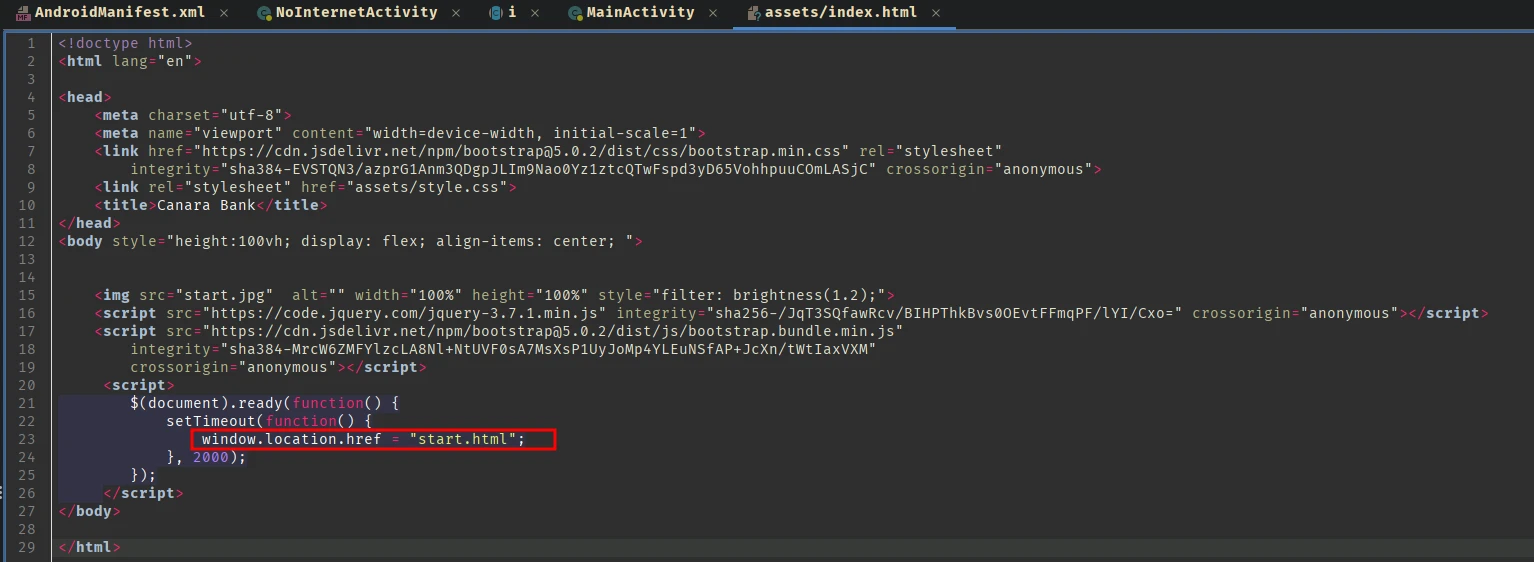 AndroidManifest.xml × NoInternetActivity × i × MainActivity × assets/index.html ×
1 <!doctype html>
2 <html lang="en">
3
4 <head>
5 <meta charset="utf-8">
6 <meta name="viewport" content="width=device-width, initial-scale=1">
7 <link href="https://cdn.jsdelivr.net/npm/bootstrap@5.0.2/dist/css/bootstrap.min.css" rel="stylesheet"
8 integrity="sha384-EVSTQN3/azprG1Anm3QDgpJLIm9Nao0Yz1ztcQTwFspd3yD65VohhpuuCOmLASjC" crossorigin="anonymous">
9 <link rel="stylesheet" href="assets/style.css">
10 <title>Canara Bank</title>
11 </head>
12 <body style="height:100vh; display: flex; align-items: center; ">
13
14
15 <img src="start.jpg"  alt="" width="100%" height="100%" style="filter: brightness(1.2);">
16 <script src="https://code.jquery.com/jquery-3.7.1.min.js" integrity="sha256-/JqT3SQfawRcv/BIHPThkBvs0OEvtFFmqPF/lYI/Cxo=" crossorigin="anonymous"></script>
17 <script src="https://cdn.jsdelivr.net/npm/bootstrap@5.0.2/dist/js/bootstrap.bundle.min.js"
18 integrity="sha384-MrcW6ZMFYlzcLA8Nl+NtUVF0sA7MsXsP1UyJoMp4YLEuNSfAP+JcXn/tWtIaxVXM"
19 crossorigin="anonymous"></script>
20 <script>
21 $(document).ready(function() {
22 setTimeout(function() {
23 window.location.href = "start.html";
24 }, 2000);
25 });
26 </script>
27 </body>
28
29 </html>